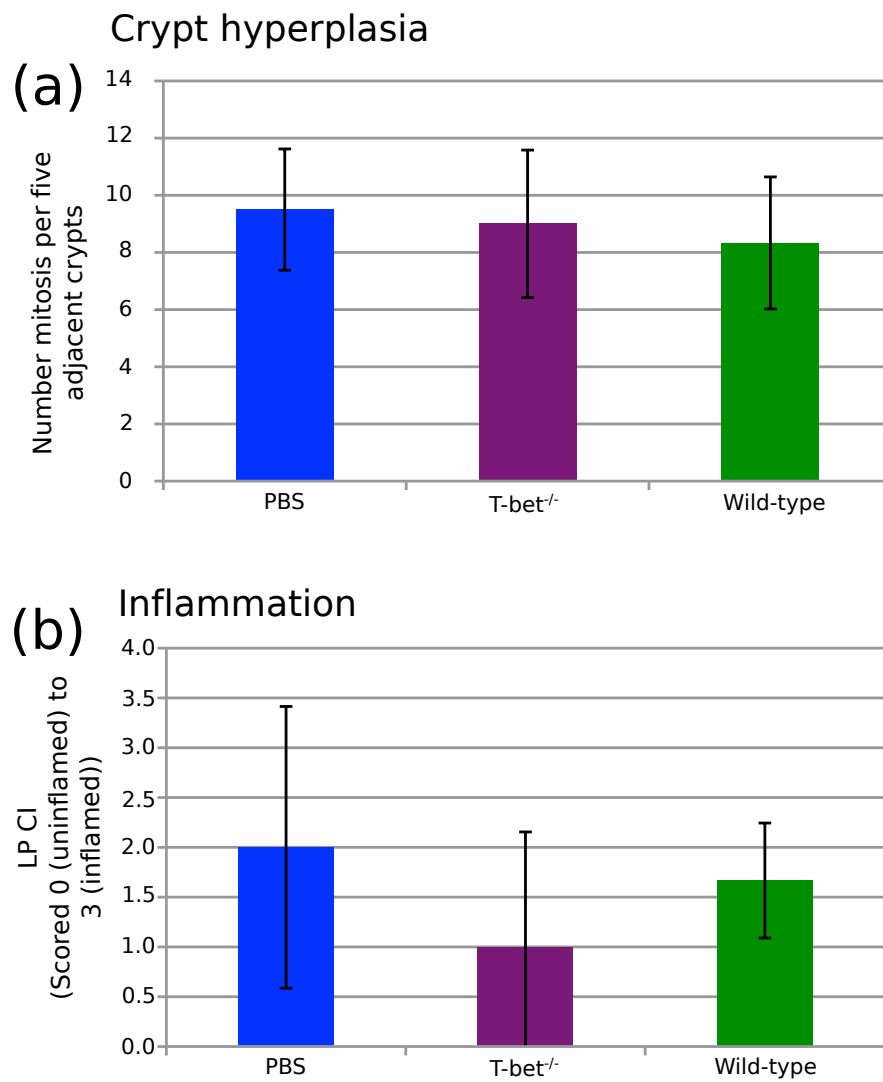 Crypt hyperplasia
(a)
Number mitosis per five
adjacent crypts
14
12
10
8
6
4
2
0
PBS
T-bet-/-
Wild-type
Inflammation
(b)
LP CI
(Scored 0 (uninflamed) to
3 (inflamed))
4.0
3.5
3.0
2.5
2.0
1.5
1.0
0.5
0.0
PBS
T-bet-/-
Wild-type